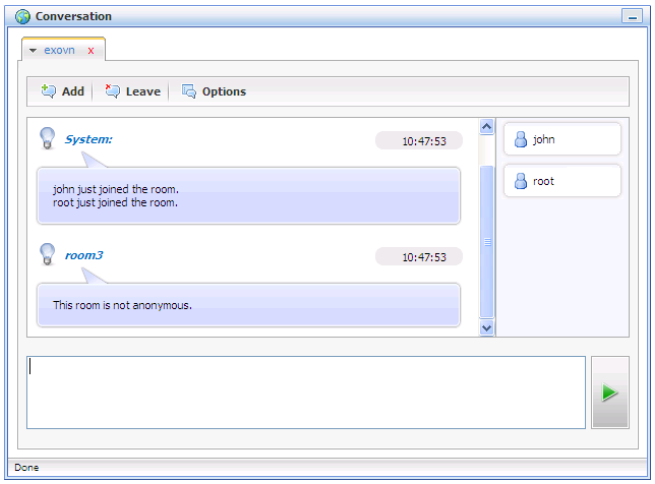 Conversation
exovn x
Add Leave Options
System: 10:47:53
john just joined the room.
root just joined the room.
room3 10:47:53
This room is not anonymous.
john
root
Done